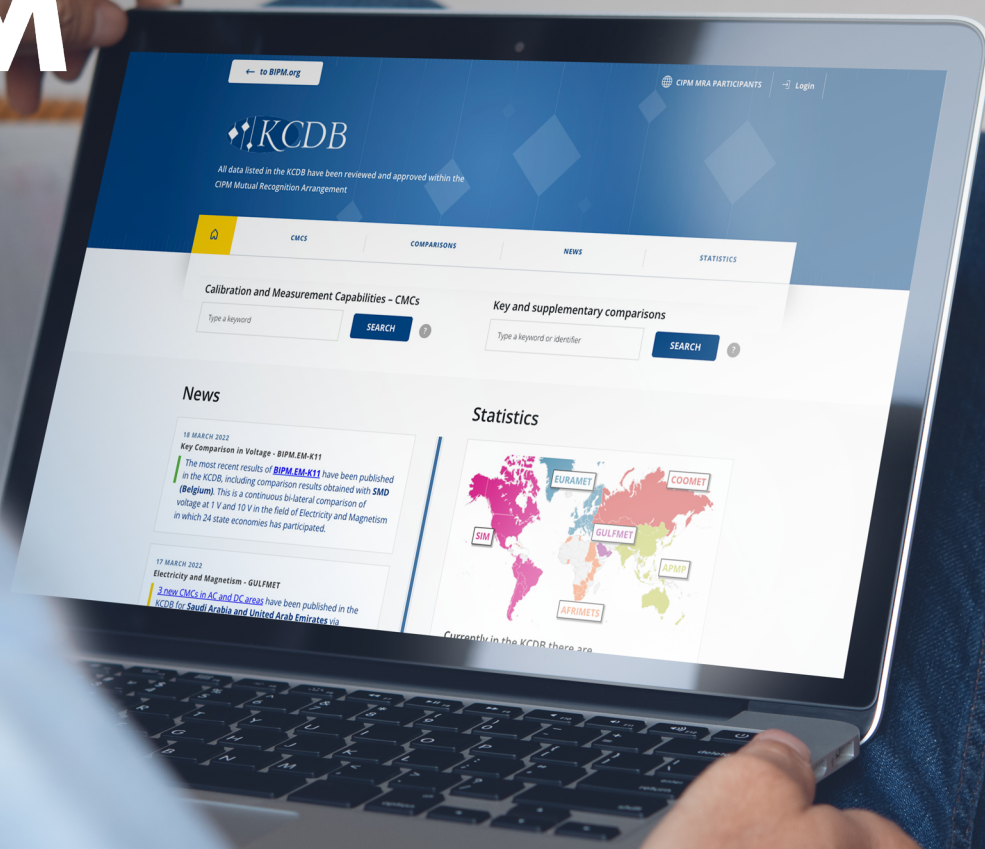 M
← to BIPM.org
CIPM MRA PARTICIPANTS
Login
KCDB
All data listed in the KCDB have been reviewed and approved within the
CIPM Mutual Recognition Arrangement
CMCS
COMPARISONS
NEWS
STATISTICS
Calibration and Measurement Capabilities – CMCs
Type a keyword
SEARCH
?
Key and supplementary comparisons
Type a keyword or identifier
SEARCH
?
News
18 MARCH 2022
Key Comparison in Voltage - BIPM.EM-K11
The most recent results of BIPM.EM-K11 have been published
in the KCDB, including comparison results obtained with SMD
(Belgium). This is a continuous bi-lateral comparison of
voltage at 1 V and 10 V in the field of Electricity and Magnetism
in which 24 state economies has participated.
17 MARCH 2022
Electricity and Magnetism - GULFMET
3 new CMCs in AC and DC areas have been published in the
KCDB for Saudi Arabia and United Arab Emirates via
Statistics
EURAMET
COOMET
SIM
GULFMET
APMP
AFRIMETS
Currently in the KCDB there are
delete
return
shift
option